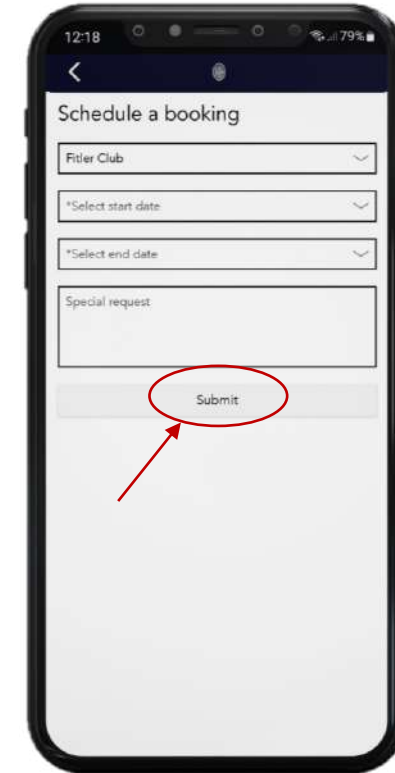 12:18 79%
Schedule a booking
Fitler Club
*Select start date
*Select end date
Special request
Submit